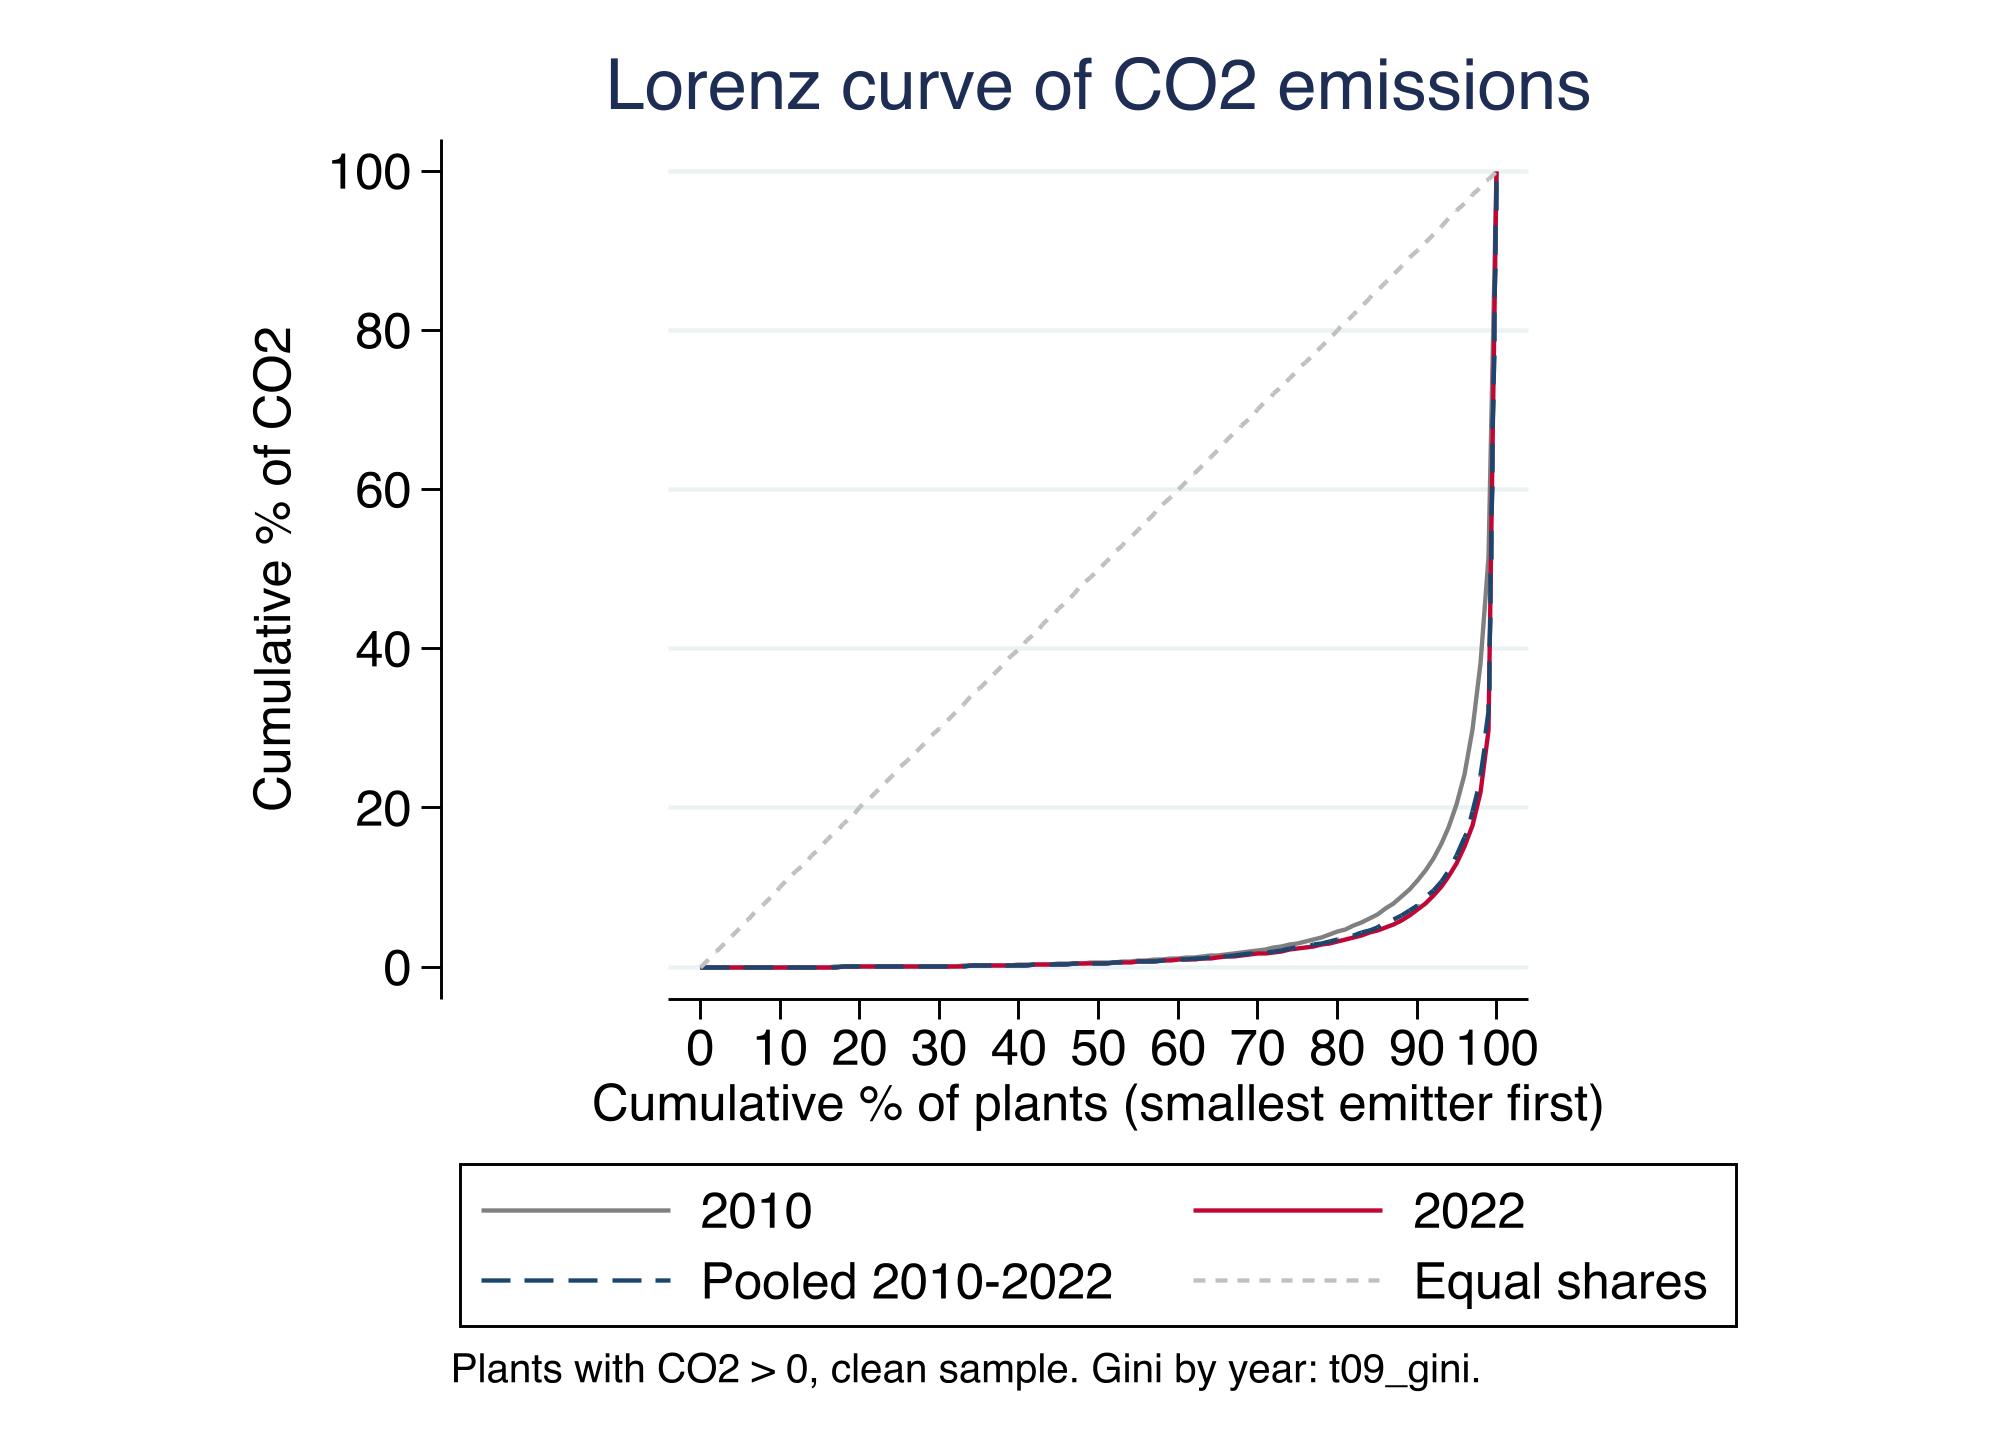 Lorenz curve of CO2 emissions
Cumulative % of CO2
100
80
60
40
20
0
0 10 20 30 40 50 60 70 80 90 100
Cumulative % of plants (smallest emitter first)
2010 2022
Pooled 2010-2022 Equal shares
Plants with CO2 > 0, clean sample. Gini by year: t09_gini.